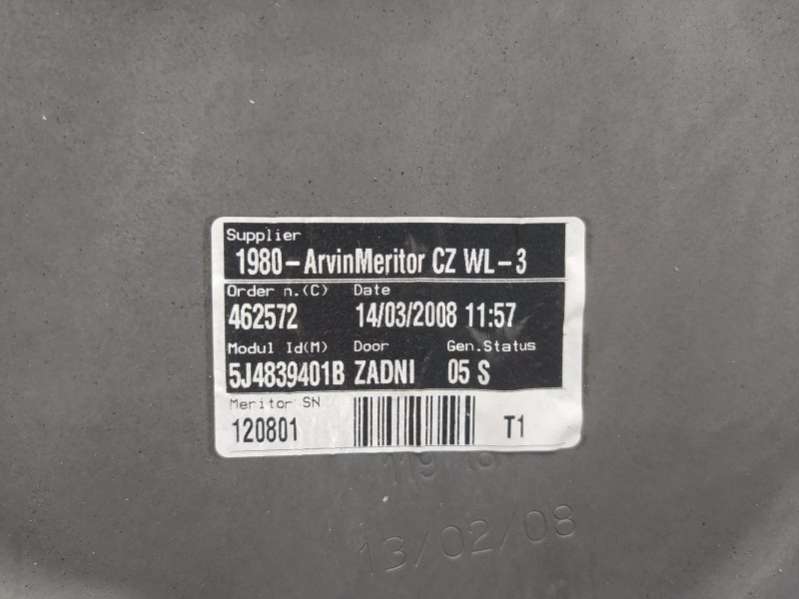 Supplier
1980-ArvinMeritor CZ WL-3
Order n.(C) Date
462572 14/03/2008 11:57
Modul Id(M) Door Gen.Status
5J4839401B ZADNI 05 S
Meritor SN
120801 T1
13/02/08